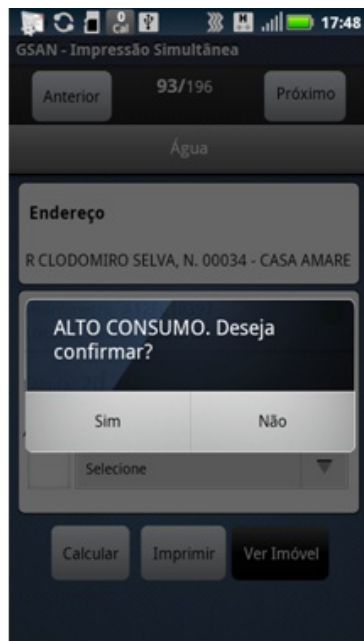 17:48
GSAN - Impressão Simultânea
Anterior
93/196
Próximo
Água
Endereço
R CLODOMIRO SELVA, N. 00034 - CASA AMARE
ALTO CONSUMO. Deseja
confirmar?
Sim
Não
Selecione
Calcular
Imprimir
Ver Imóvel